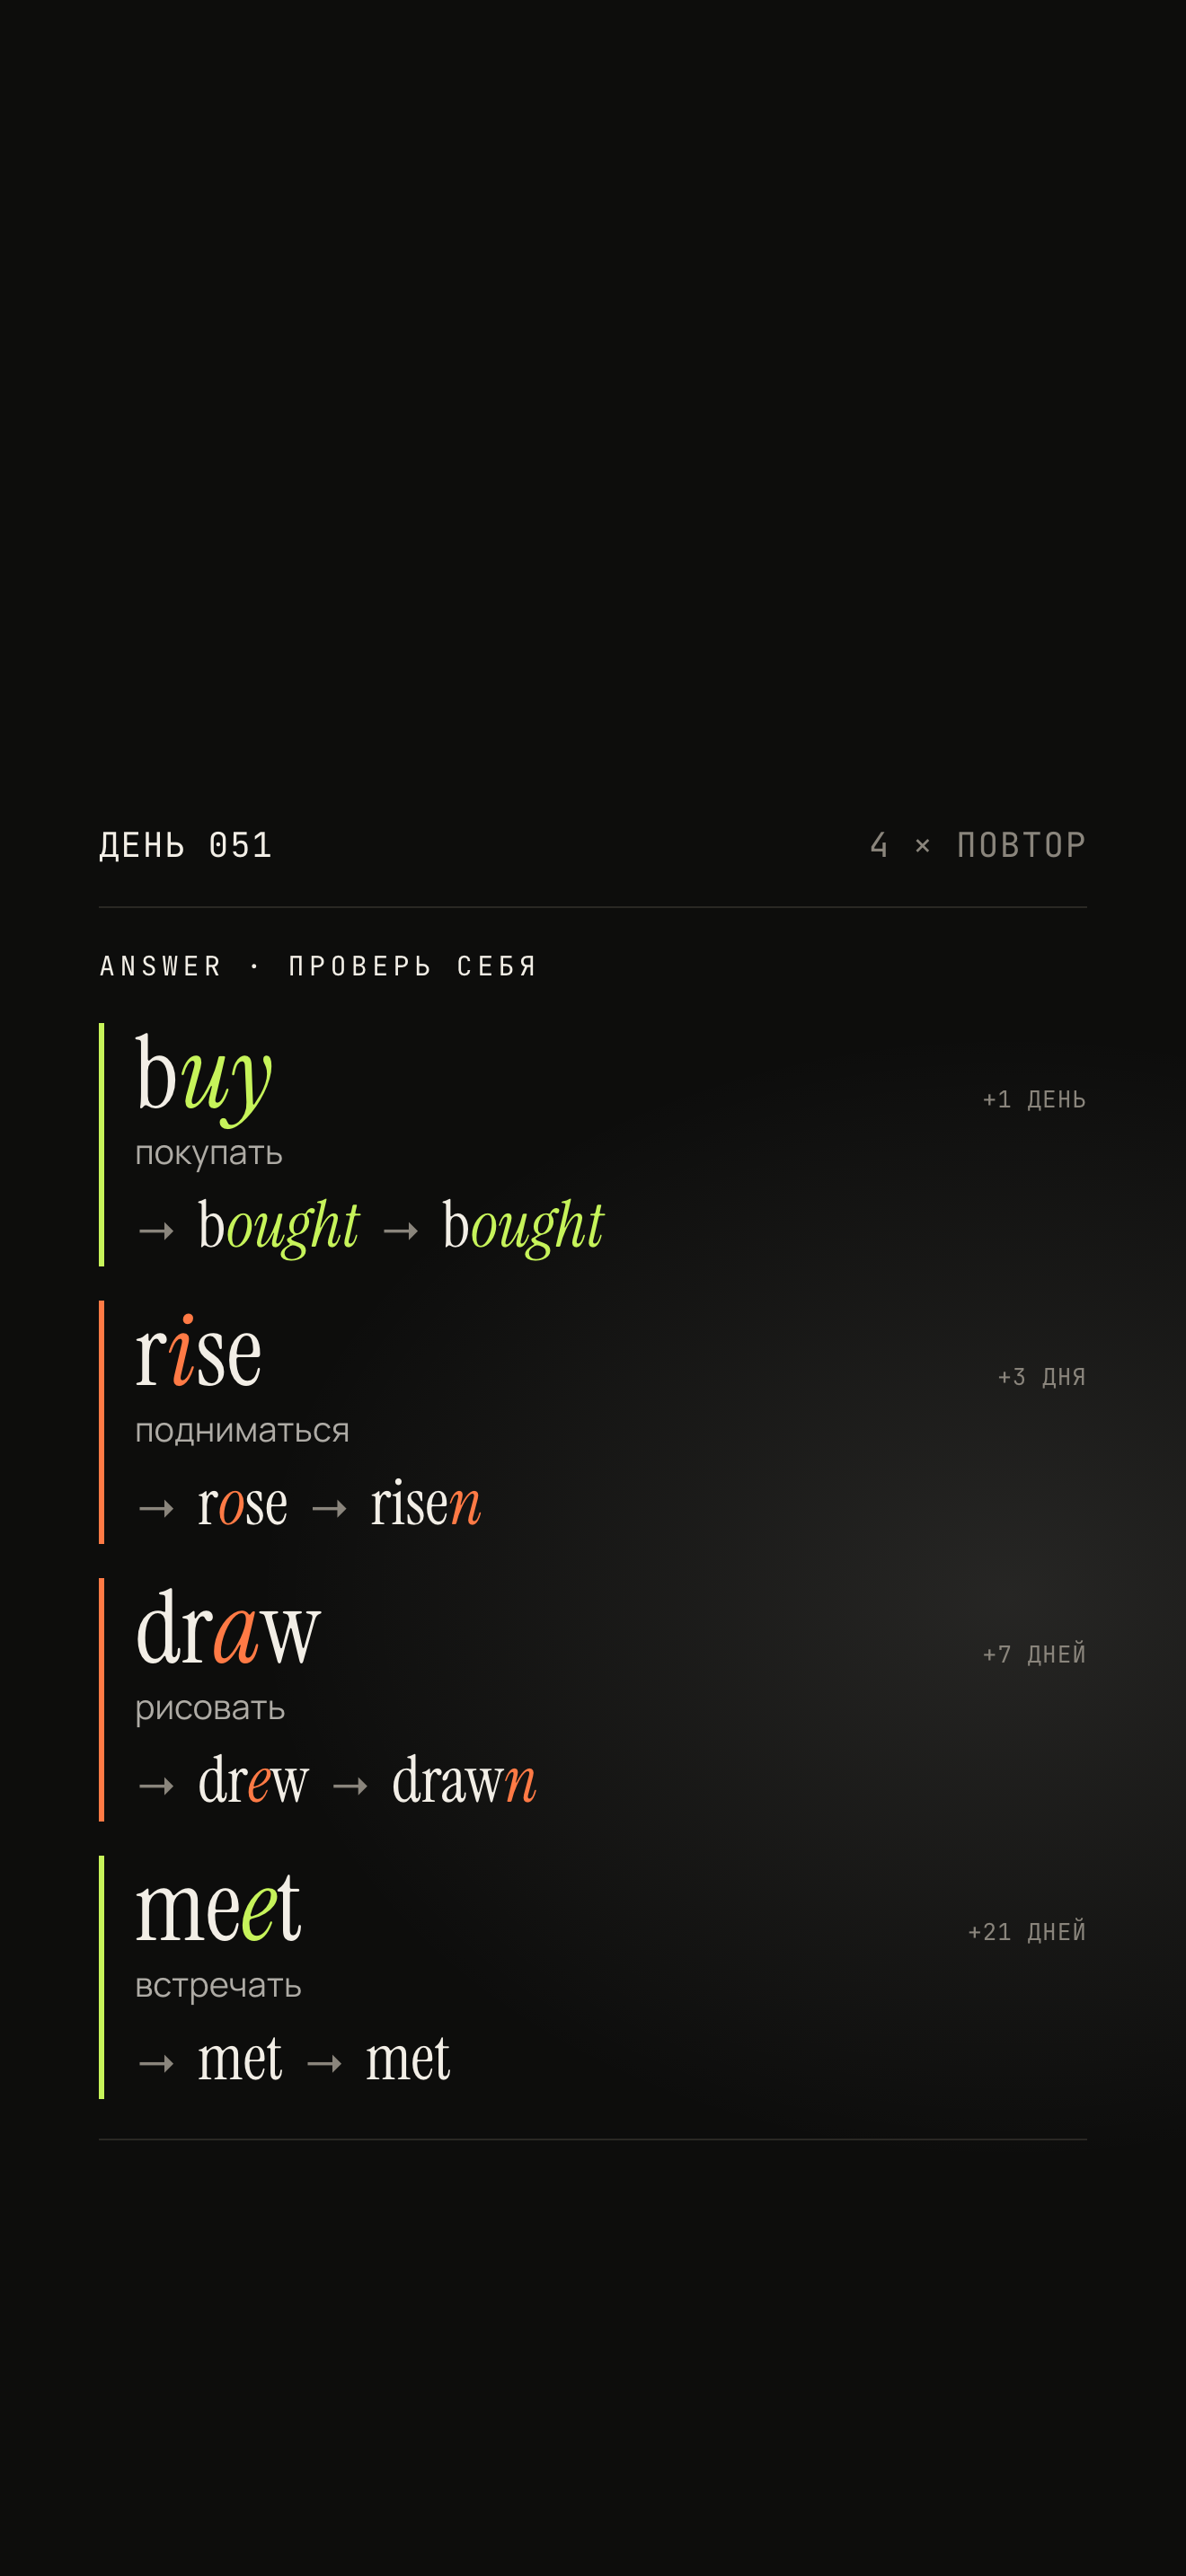 ДЕНЬ 051
4 × ПОВТОР
ANSWER · ПРОВЕРЬ СЕБЯ
buy
+1 ДЕНЬ
покупать
→ bought → bought
rise
+3 ДНЯ
подниматься
→ rose → risen
draw
+7 ДНЕЙ
рисовать
→ drew → drawn
meet
+21 ДНЕЙ
встречать
→ met → met